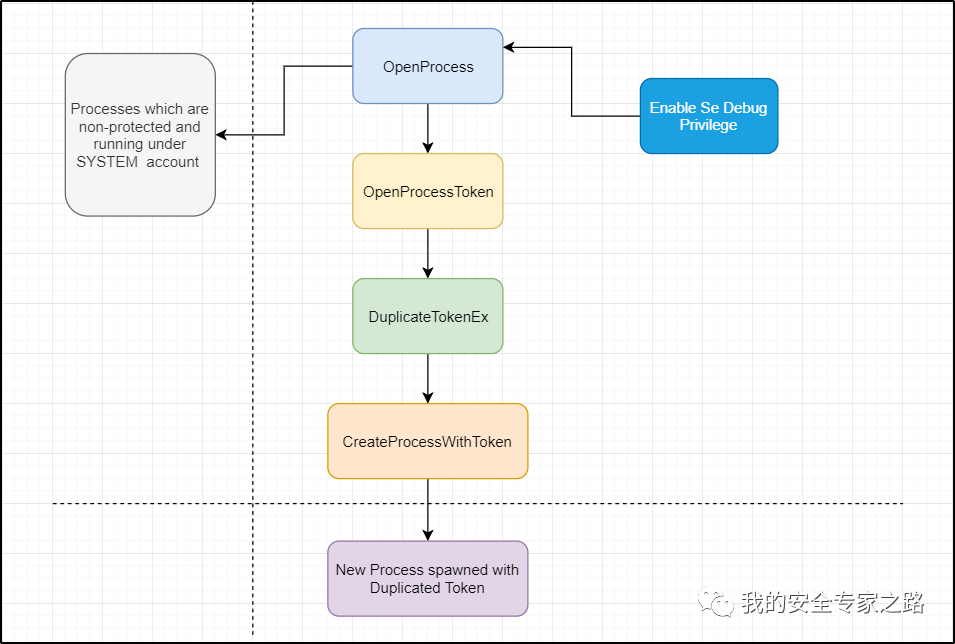 OpenProcess
Enable Se Debug
Privilege
Processes which are
non-protected and
running under
SYSTEM account
OpenProcessToken
DuplicateTokenEx
CreateProcessWithToken
New Process spawned with
Duplicated Token
我的安全专家之路